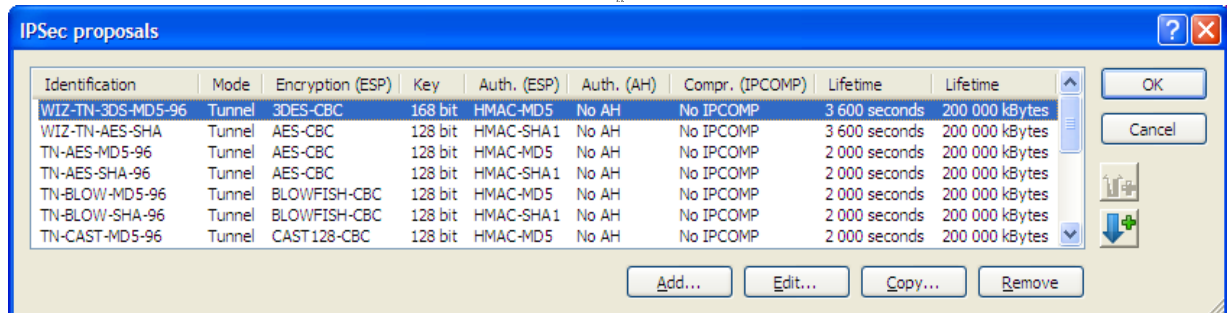 IPSec proposals
Identification Mode Encryption (ESP) Key Auth. (ESP) Auth. (AH) Compr. (IPCOMP) Lifetime Lifetime OK
WIZ-TN-3DS-MD5-96 Tunnel 3DES-CBC 168 bit HMAC-MD5 No AH No IPCOMP 3 600 seconds 200 000 kBytes
WIZ-TN-AES-SHA Tunnel AES-CBC 128 bit HMAC-SHA1 No AH No IPCOMP 3 600 seconds 200 000 kBytes Cancel
TN-AES-MD5-96 Tunnel AES-CBC 128 bit HMAC-MD5 No AH No IPCOMP 2 000 seconds 200 000 kBytes
TN-AES-SHA-96 Tunnel AES-CBC 128 bit HMAC-SHA1 No AH No IPCOMP 2 000 seconds 200 000 kBytes
TN-BLOW-MD5-96 Tunnel BLOWFISH-CBC 128 bit HMAC-MD5 No AH No IPCOMP 2 000 seconds 200 000 kBytes
TN-BLOW-SHA-96 Tunnel BLOWFISH-CBC 128 bit HMAC-SHA1 No AH No IPCOMP 2 000 seconds 200 000 kBytes
TN-CAST-MD5-96 Tunnel CAST128-CBC 128 bit HMAC-MD5 No AH No IPCOMP 2 000 seconds 200 000 kBytes
Add... Edit... Copy... Remove